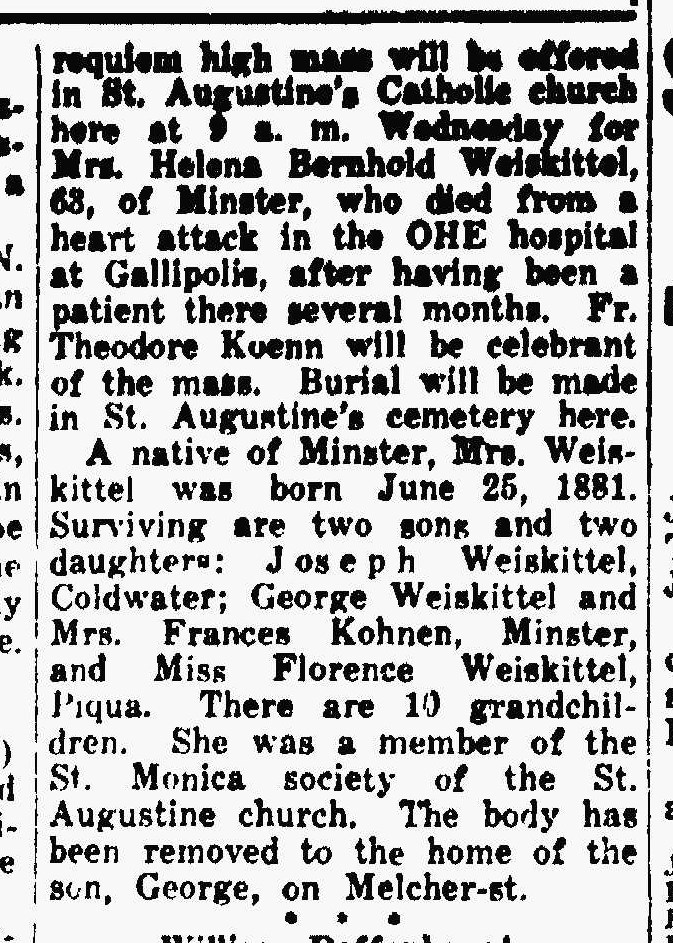 requiem high mass will be offered
in St. Augustine's Catholic church
here at 9 a. m. Wednesday for
Mrs. Helena Bernhold Weiskittel,
63, of Minster, who died from a
heart attack in the OHE hospital
at Gallipolis, after having been a
patient there several months. Fr.
Theodore Kuenn will be celebrant
of the mass. Burial will be made
in St. Augustine's cemetery here.
A native of Minster, Mrs. Weis-
kittel was born June 25, 1881.
Surviving are two sons and two
daughters: Joseph Weiskittel,
Coldwater; George Weiskittel and
Mrs. Frances Kohnen, Minster,
and Miss Florence Weiskittel,
Piqua. There are 10 grandchil-
dren. She was a member of the
St. Monica society of the St.
Augustine church. The body has
been removed to the home of the
son, George, on Melcher-st.
* * *